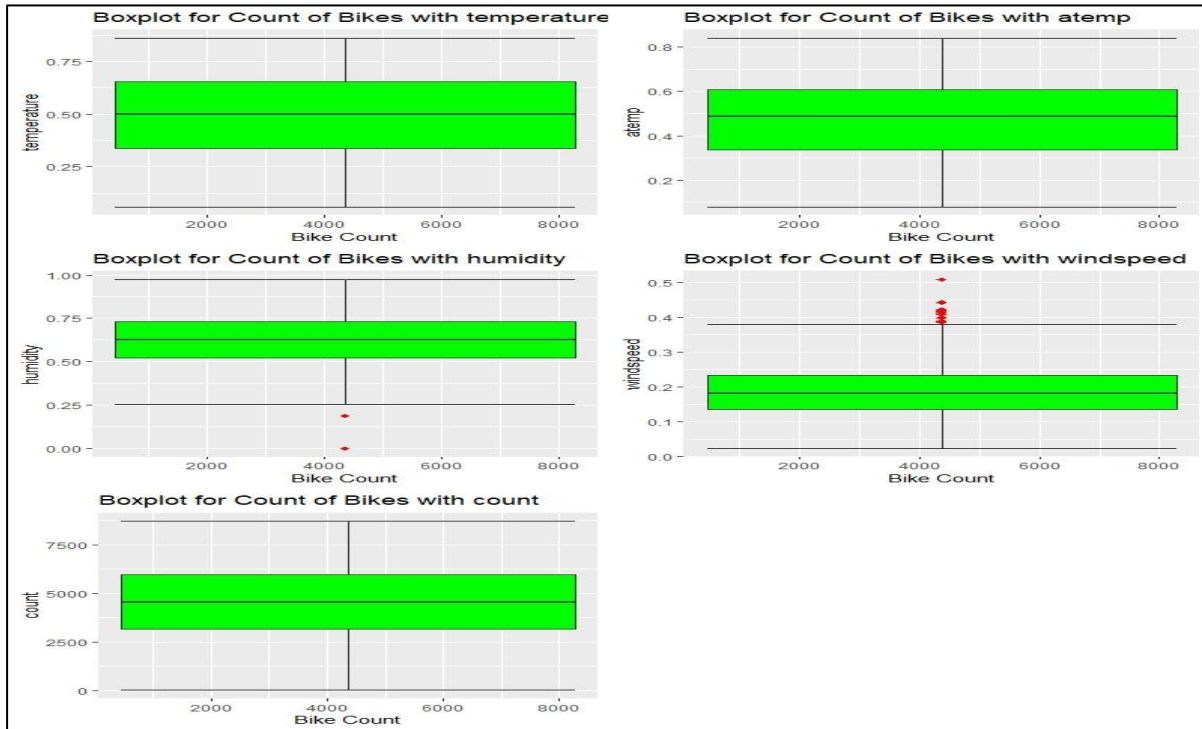 Boxplot for Count of Bikes with temperature
0.75
0.50
0.25
temperature
2000 4000 6000 8000
Bike Count
Boxplot for Count of Bikes with atemp
0.8
0.6
0.4
0.2
atemp
2000 4000 6000 8000
Bike Count
Boxplot for Count of Bikes with humidity
1.00
0.75
0.50
0.25
0.00
humidity
2000 4000 6000 8000
Bike Count
Boxplot for Count of Bikes with windspeed
0.5
0.4
0.3
0.2
0.1
0.0
windspeed
2000 4000 6000 8000
Bike Count
Boxplot for Count of Bikes with count
7500
5000
2500
0
count
2000 4000 6000 8000
Bike Count